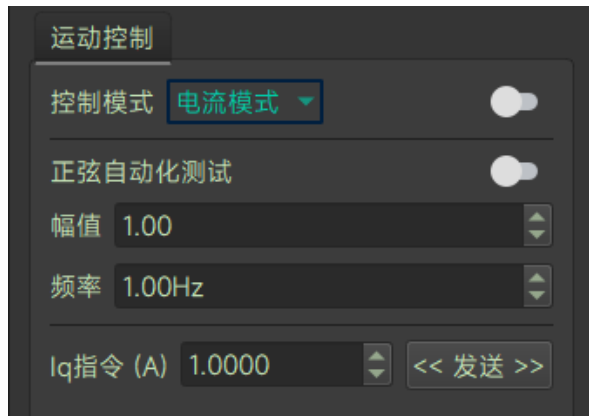 运动控制
控制模式 电流模式
正弦自动化测试
幅值 1.00
频率 1.00Hz
Iq指令 (A) 1.0000 << 发送 >>